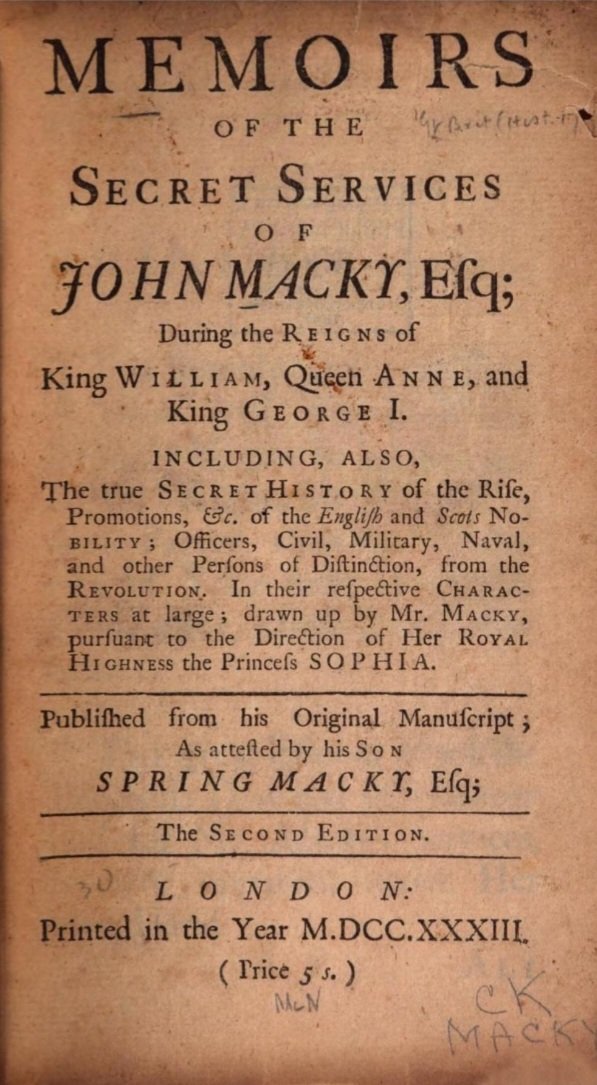 MEMOIRS
OF THE
SECRET SERVICES
OF
JOHN MACKY, Eſq;
During the REIGNS of
King WILLIAM, Queen ANNE, and
King GEORGE I.
INCLUDING, ALSO,
The true SECRET HISTORY of the Riſe,
Promotions, &c. of the Engliſh and Scots NO-
BILITY; Officers, Civil, Military, Naval,
and other Perſons of Diſtinction, from the
REVOLUTION. In their reſpective CHARAC-
TERS at large; drawn up by Mr. MACKY,
purſuant to the Direction of Her ROYAL
HIGHNESS the Princeſs SOPHIA.
Publiſhed from his Original Manuſcript;
As atteſted by his SON
SPRING MACKY, Eſq;
The SECOND EDITION.
LONDON:
Printed in the Year M.DCC.XXXIII.
(Price 5 s.)
CK
MACKY